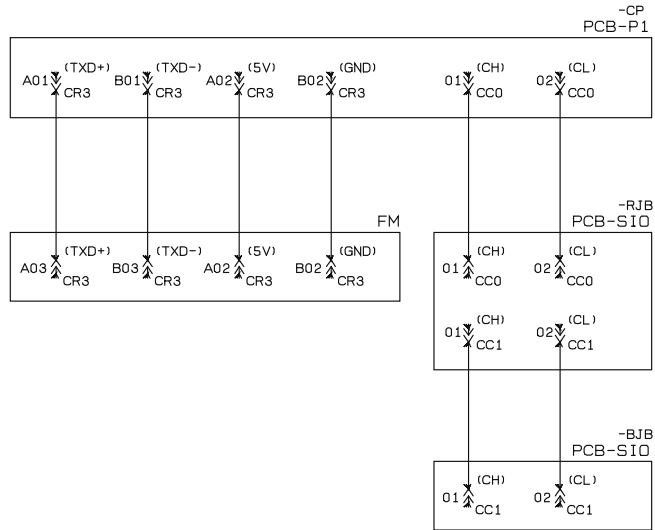 -CP
PCB-P1
(TXD+) (TXD-) (5V) (GND) (CH) (CL)
A01 B01 A02 B02 01 02
CR3 CR3 CR3 CR3 CC0 CC0
-RJB
FM PCB-SIO
(TXD+) (TXD-) (5V) (GND) (CH) (CL)
A03 B03 A02 B02 01 02
CR3 CR3 CR3 CR3 CC0 CC0
(CH) (CL)
01 02
CC1 CC1
-BJB
PCB-SIO
(CH) (CL)
01 02
CC1 CC1